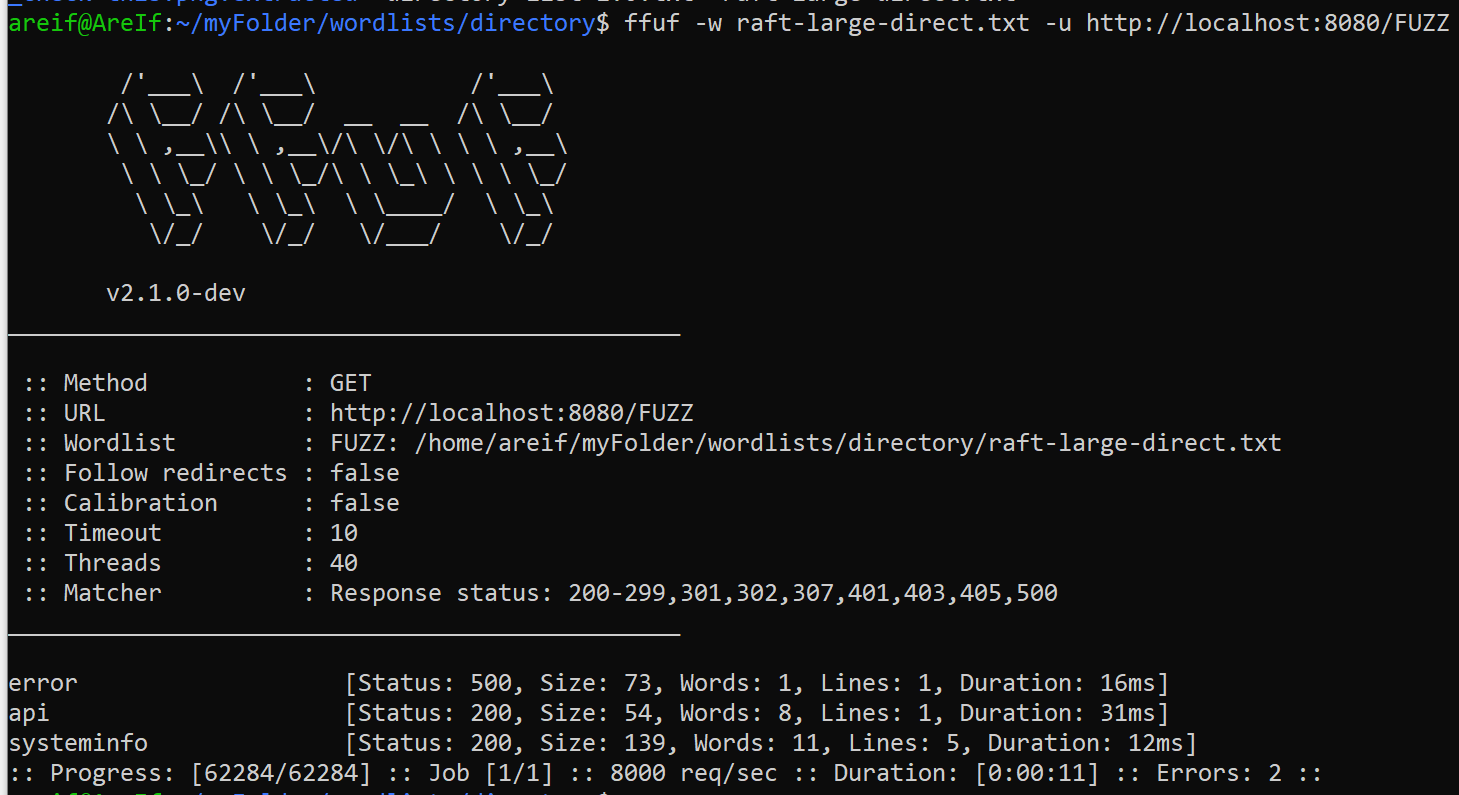 areif@AreIf:~/myFolder/wordlists/directory$ ffuf -w raft-large-direct.txt -u http://localhost:8080/FUZZ
v2.1.0-dev
:: Method : GET
:: URL : http://localhost:8080/FUZZ
:: Wordlist : FUZZ: /home/areif/myFolder/wordlists/directory/raft-large-direct.txt
:: Follow redirects : false
:: Calibration : false
:: Timeout : 10
:: Threads : 40
:: Matcher : Response status: 200-299,301,302,307,401,403,405,500
error [Status: 500, Size: 73, Words: 1, Lines: 1, Duration: 16ms]
api [Status: 200, Size: 54, Words: 8, Lines: 1, Duration: 31ms]
systeminfo [Status: 200, Size: 139, Words: 11, Lines: 5, Duration: 12ms]
:: Progress: [62284/62284] :: Job [1/1] :: 8000 req/sec :: Duration: [0:00:11] :: Errors: 2 ::